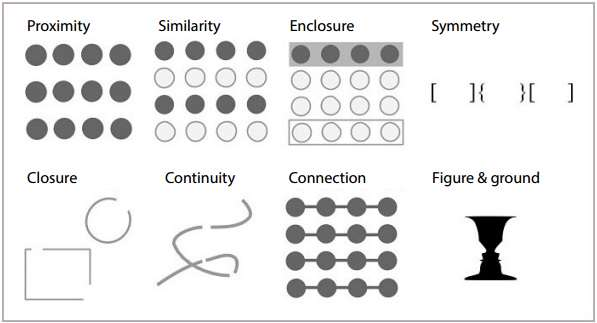 Proximity
Similarity
Enclosure
Symmetry
[ ]{ }[ ]
Closure
Continuity
Connection
Figure & ground